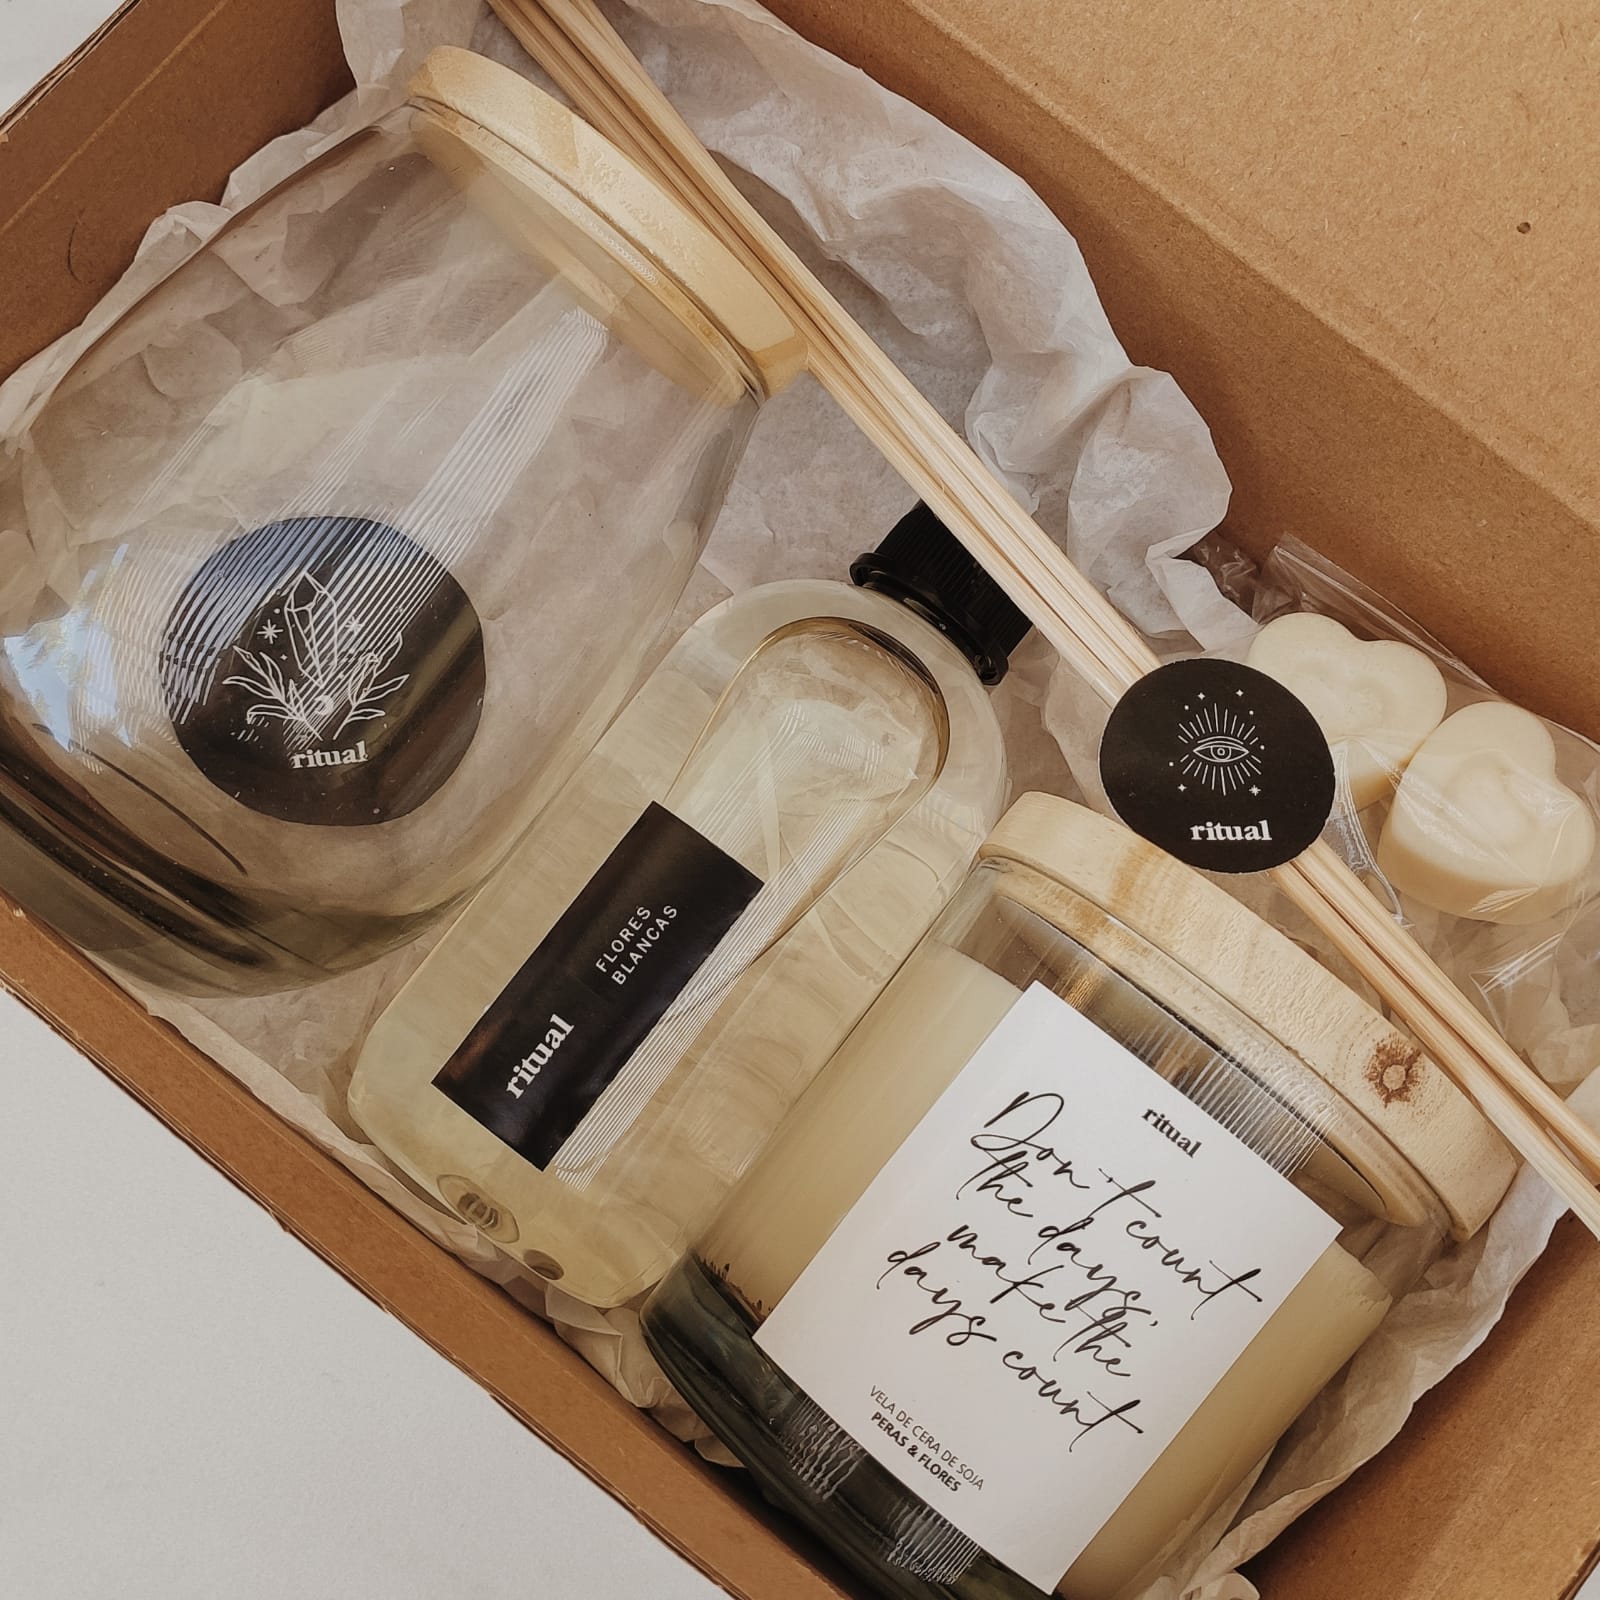 ritual
FLORES
BLANCAS
ritual
ritual
ritual
Don't count
the days,
make the
days count
VELA DE CERA DE SOJA
PERAS & FLORES